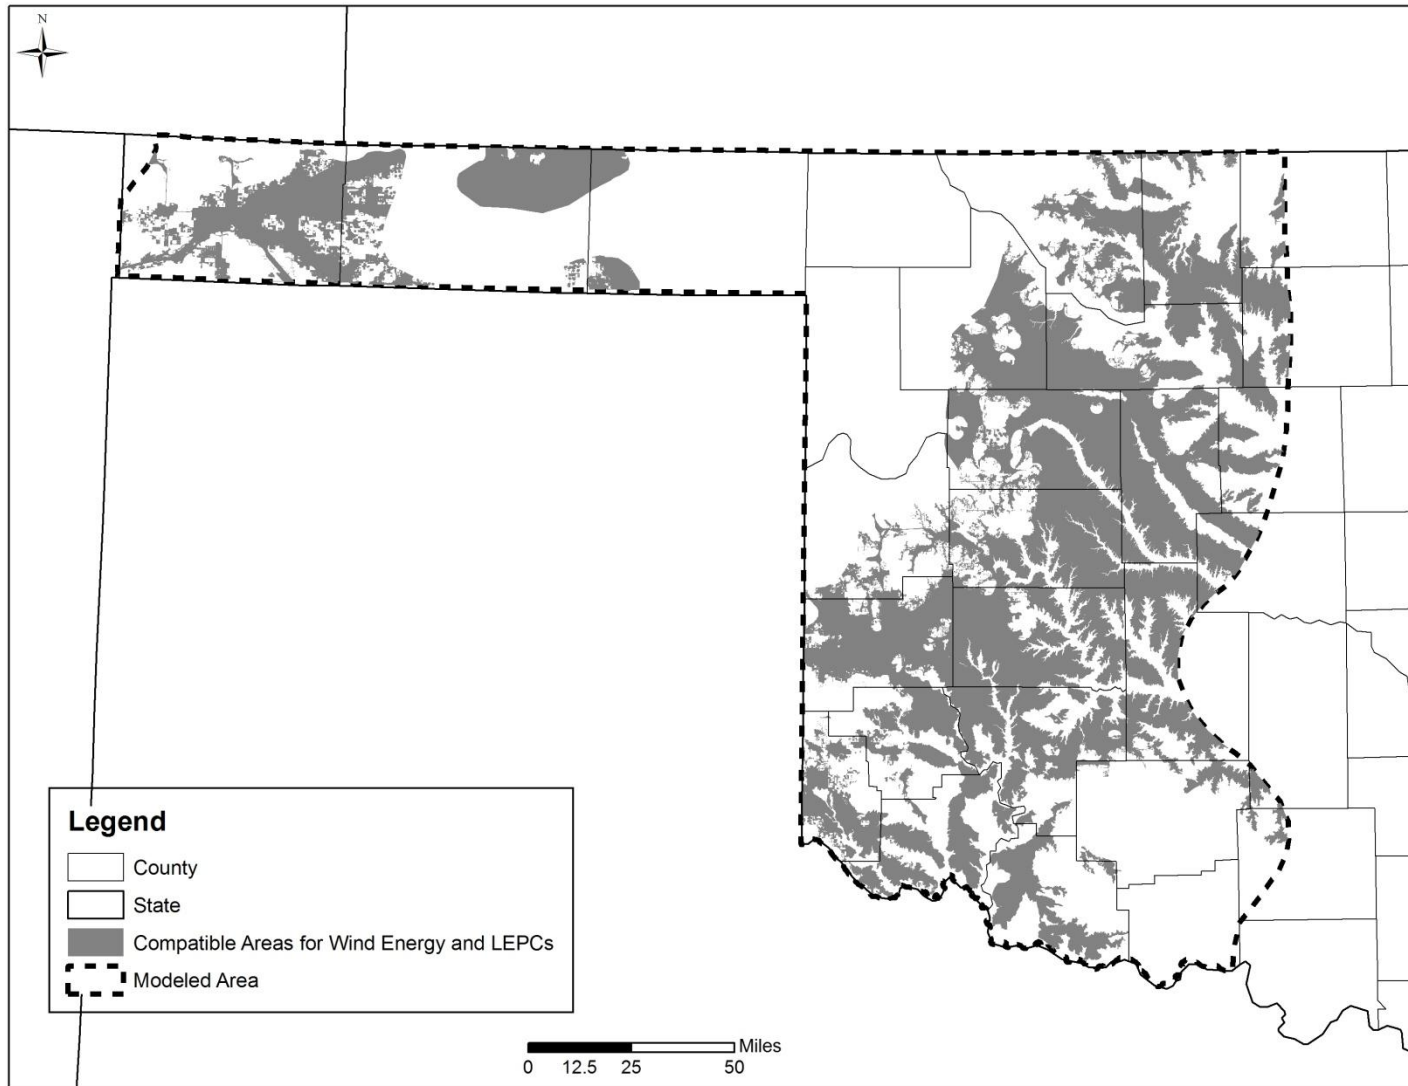 N
Legend
County
State
Compatible Areas for Wind Energy and LEPCs
Modeled Area
Miles
0 12.5 25 50